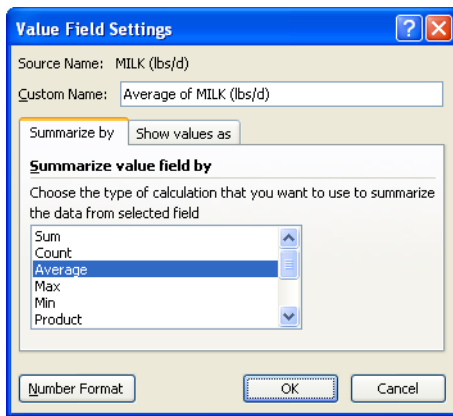 Value Field Settings
Source Name: MILK (lbs/d)
Custom Name: Average of MILK (lbs/d)
Summarize by Show values as
Summarize value field by
Choose the type of calculation that you want to use to summarize
the data from selected field
Sum
Count
Average
Max
Min
Product
Number Format OK Cancel